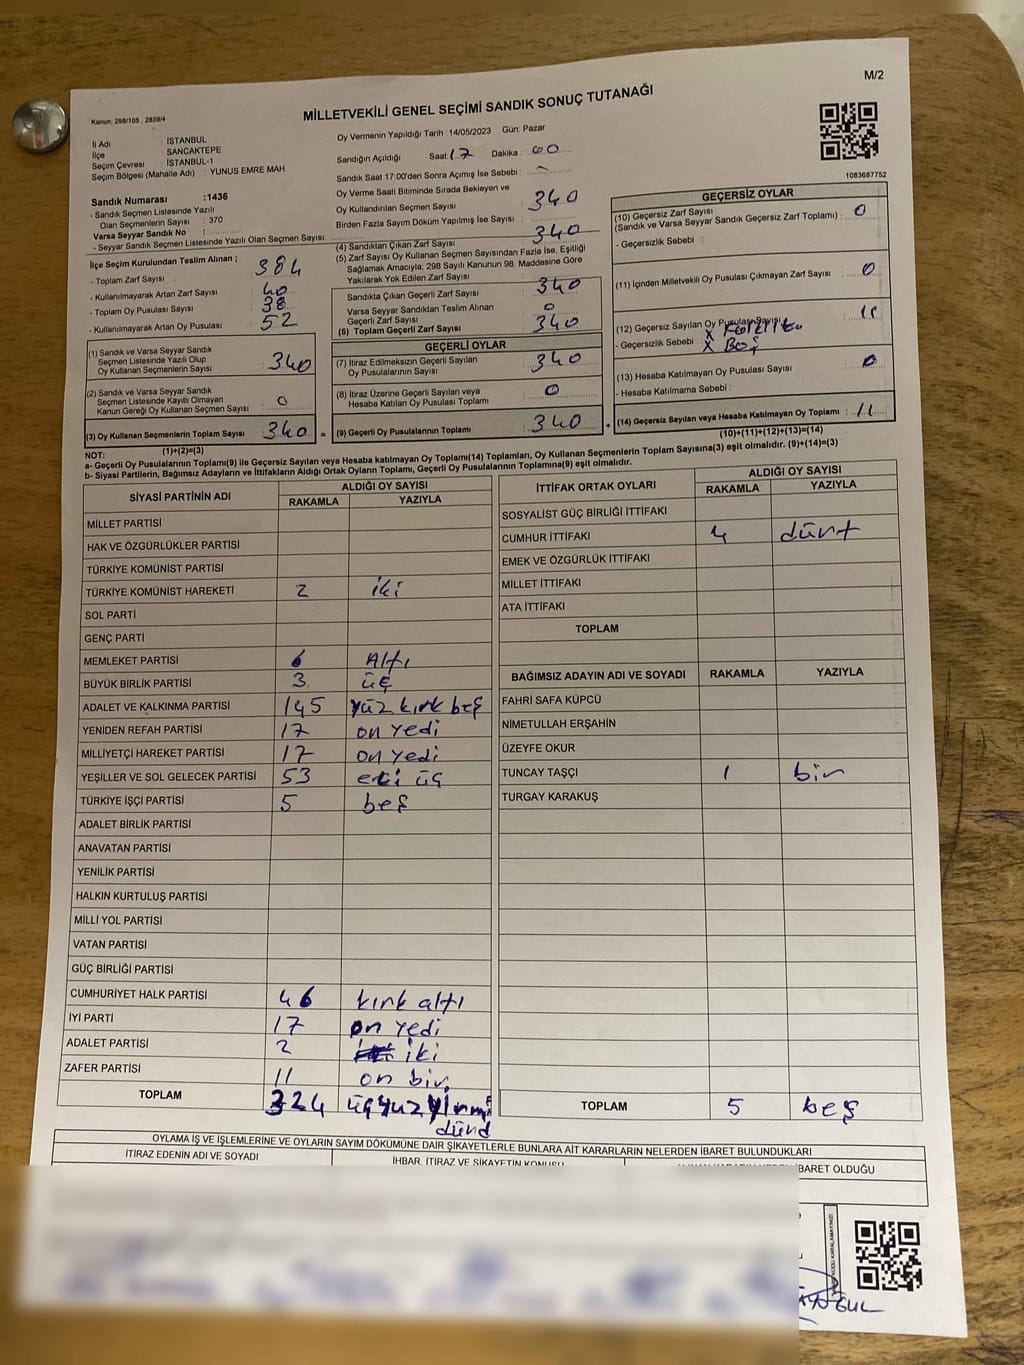 M/2
MİLLETVEKİLİ GENEL SEÇİMİ SANDIK SONUÇ TUTANAĞI
Kanun; 298/105 , 2839/4
İl Adı : İSTANBUL
İlçe : SANCAKTEPE
Seçim Çevresi : İSTANBUL-1
Seçim Bölgesi (Mahalle Adı) : YUNUS EMRE MAH
Oy Vermenin Yapıldığı Tarih : 14/05/2023 Gün: Pazar
Sandığın Açıldığı Saat: 17 Dakika : 00
Sandık Saat 17:00'den Sonra Açımış İse Sebebi :
Oy Verme Saati Bitiminde Sırada Bekleyen ve
Oy Kullandırılan Seçmen Sayısı : 340
Birden Fazla Sayım Döküm Yapılmış İse Sayısı :
1083687752
Sandık Numarası :1436
- Sandık Seçmen Listesinde Yazılı
Olan Seçmenlerin Sayısı : 370
Varsa Seyyar Sandık No :
- Seyyar Sandık Seçmen Listesinde Yazılı Olan Seçmen Sayısı:
İlçe Seçim Kurulundan Teslim Alınan ;
- Toplam Zarf Sayısı : 384
- Kullanılmayarak Artan Zarf Sayısı : 40
- Toplam Oy Pusulası Sayısı : 38
- Kullanılmayarak Artan Oy Pusulası : 52
(4) Sandıktan Çıkan Zarf Sayısı : 340
(5) Zarf Sayısı Oy Kullanan Seçmen Sayısından Fazla İse, Eşitliği
Sağlamak Amacıyla, 298 Sayılı Kanunun 98. Maddesine Göre
Yakılarak Yok Edilen Zarf Sayısı :
Sandıkta Çıkan Geçerli Zarf Sayısı : 340
Varsa Seyyar Sandıktan Teslim Alınan
Geçerli Zarf Sayısı : 0
(6) Toplam Geçerli Zarf Sayısı : 340
GEÇERSİZ OYLAR
(10) Geçersiz Zarf Sayısı
(Sandık ve Varsa Seyyar Sandık Geçersiz Zarf Toplamı) : 0
- Geçersizlik Sebebi :
(11) İçinden Milletvekili Oy Pusulası Çıkmayan Zarf Sayısı : 0
(12) Geçersiz Sayılan Oy Pusulası Sayısı : 11
- Geçersizlik Sebebi X
X Boş
(13) Hesaba Katılmayan Oy Pusulası Sayısı : 0
- Hesaba Katılmama Sebebi :
(14) Geçersiz Sayılan veya Hesaba Katılmayan Oy Toplamı : 11
(10)+(11)+(12)+(13)=(14)
(1) Sandık ve Varsa Seyyar Sandık
Seçmen Listesinde Yazılı Olup
Oy Kullanan Seçmenlerin Sayısı : 340
(2) Sandık ve Varsa Seyyar Sandık
Seçmen Listesinde Kayıtlı Olmayan
Kanun Gereği Oy Kullanan Seçmen Sayısı : 0
(3) Oy Kullanan Seçmenlerin Toplam Sayısı : 340 =
(1)+(2)=(3)
GEÇERLİ OYLAR
(7) İtiraz Edilmeksizin Geçerli Sayılan
Oy Pusulalarının Sayısı : 340
(8) İtiraz Üzerine Geçerli Sayılan veya
Hesaba Katılan Oy Pusulası Toplamı : 0
(9) Geçerli Oy Pusulalarının Toplamı : 340 +
NOT:
a- Geçerli Oy Pusulalarının Toplamı(9) ile Geçersiz Sayılan veya Hesaba katılmayan Oy Toplamı(14) Toplamları, Oy Kullanan Seçmenlerin Toplam Sayısına(3) eşit olmalıdır. (9)+(14)=(3)
b- Siyasi Partilerin, Bağımsız Adayların ve İttifakların Aldığı Ortak Oyların Toplamı, Geçerli Oy Pusulalarının Toplamına(9) eşit olmalıdır.
SİYASİ PARTİNİN ADI ALDIĞI OY SAYISI
RAKAMLA YAZIYLA
MİLLET PARTİSİ
HAK VE ÖZGÜRLÜKLER PARTİSİ
TÜRKİYE KOMÜNİST PARTİSİ
TÜRKİYE KOMÜNİST HAREKETİ 2 iki
SOL PARTİ
GENÇ PARTİ
MEMLEKET PARTİSİ 6 Altı
BÜYÜK BİRLİK PARTİSİ 3 üç
ADALET VE KALKINMA PARTİSİ 145 yüz kırk beş
YENİDEN REFAH PARTİSİ 17 on yedi
MİLLİYETÇİ HAREKET PARTİSİ 17 on yedi
YEŞİLLER VE SOL GELECEK PARTİSİ 53 elli üç
TÜRKİYE İŞÇİ PARTİSİ 5 beş
ADALET BİRLİK PARTİSİ
ANAVATAN PARTİSİ
YENİLİK PARTİSİ
HALKIN KURTULUŞ PARTİSİ
MİLLİ YOL PARTİSİ
VATAN PARTİSİ
GÜÇ BİRLİĞİ PARTİSİ
CUMHURİYET HALK PARTİSİ 46 kırk altı
İYİ PARTİ 17 on yedi
ADALET PARTİSİ 2 iki
ZAFER PARTİSİ 11 on bir
TOPLAM 324 üçyuz yirmi
dürd
İTTİFAK ORTAK OYLARI ALDIĞI OY SAYISI
RAKAMLA YAZIYLA
SOSYALİST GÜÇ BİRLİĞİ İTTİFAKI
CUMHUR İTTİFAKI 4 dürt
EMEK VE ÖZGÜRLÜK İTTİFAKI
MİLLET İTTİFAKI
ATA İTTİFAKI
TOPLAM
BAĞIMSIZ ADAYIN ADI VE SOYADI RAKAMLA YAZIYLA
FAHRİ SAFA KÜPCÜ
NİMETULLAH ERŞAHİN
ÜZEYFE OKUR
TUNCAY TAŞÇI 1 bir
TURGAY KARAKUŞ
TOPLAM 5 beş
OYLAMA İŞ VE İŞLEMLERİNE VE OYLARIN SAYIM DÖKÜMÜNE DAİR ŞİKAYETLERLE BUNLARA AİT KARARLARIN NELERDEN İBARET BULUNDUKLARI
İTİRAZ EDENİN ADI VE SOYADI İHBAR, İTİRAZ VE ŞİKAYETİN KONUSU İBARET OLDUĞU